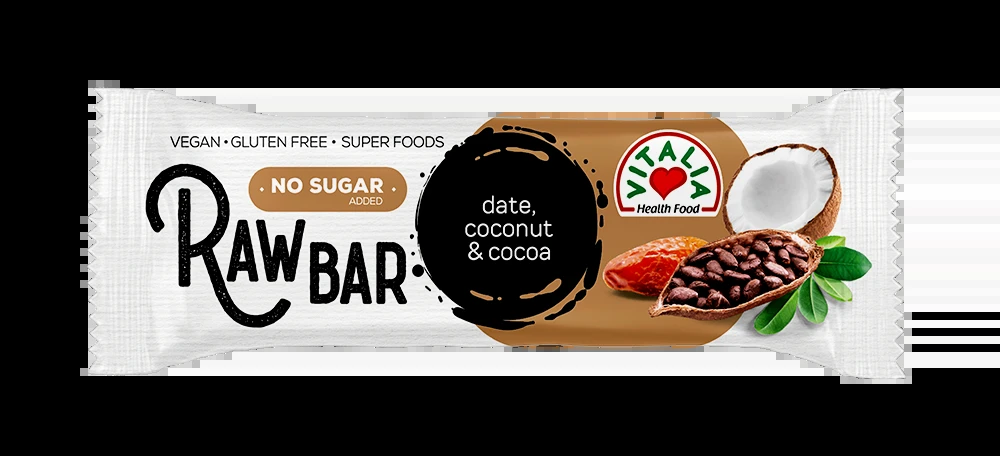 VEGAN • GLUTEN FREE • SUPER FOODS
• NO SUGAR •
ADDED
RAW BAR
date,
coconut
& cocoa
VITALIA
Health Food